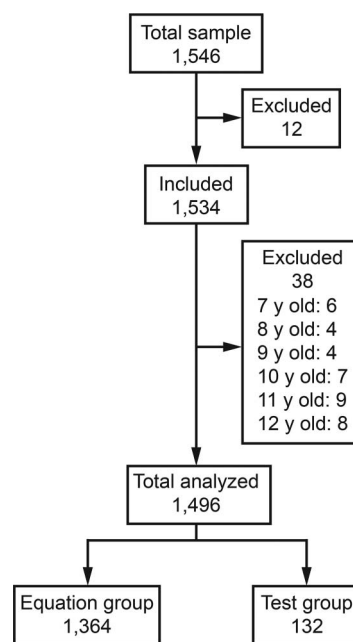 Total sample
1,546
Excluded
12
Included
1,534
Excluded
38
7 y old: 6
8 y old: 4
9 y old: 4
10 y old: 7
11 y old: 9
12 y old: 8
Total analyzed
1,496
Equation group
1,364
Test group
132